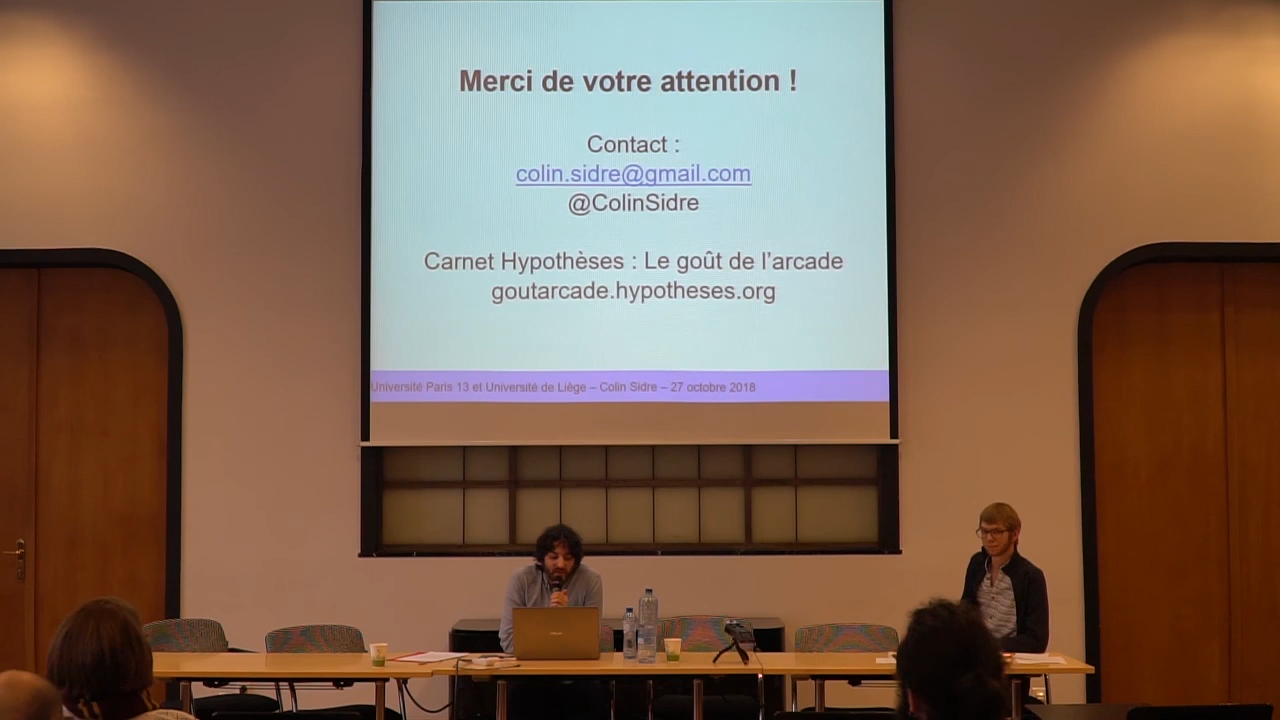 Merci de votre attention !
Contact :
colin.sidre@gmail.com
@ColinSidre
Carnet Hypothèses : Le goût de l'arcade
goutarcade.hypotheses.org
Université Paris 13 et Université de Liège – Colin Sidre – 27 octobre 2018